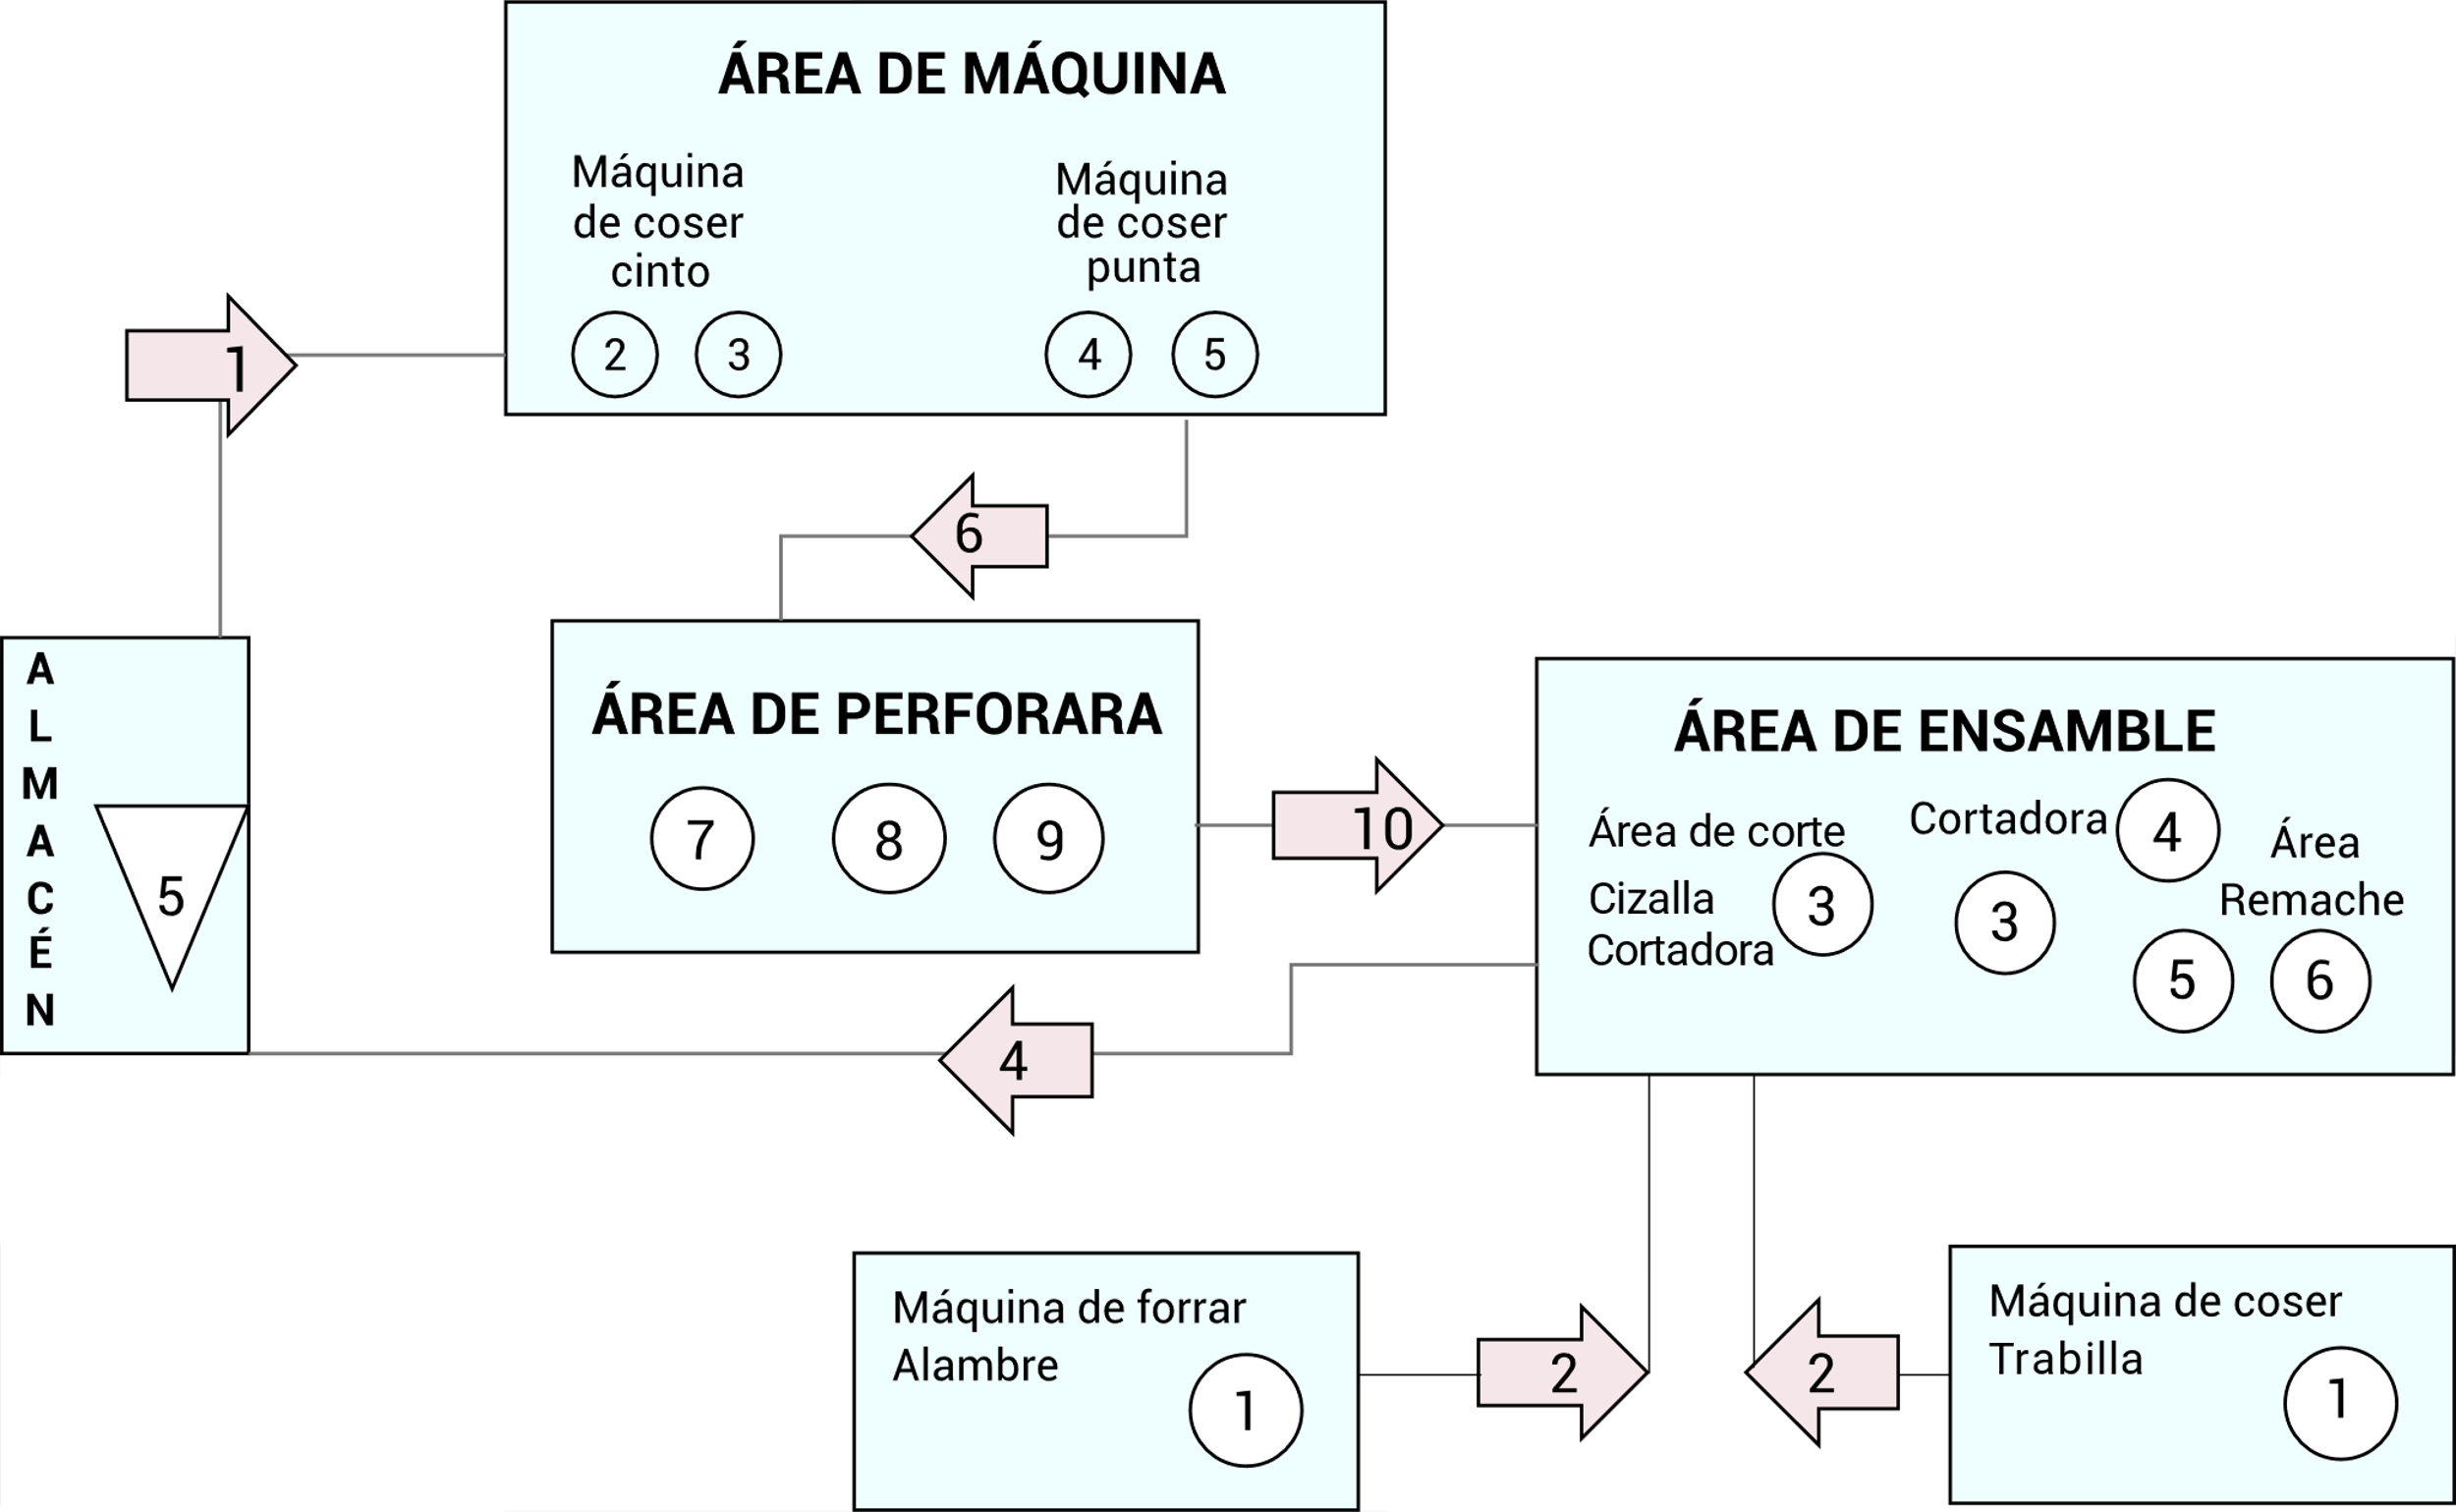 ÁREA DE MÁQUINA
Máquina
de coser
cinto
2
3
Máquina
de coser
punta
4
5
1
6
ALMACÉN
5
ÁREA DE PERFORARA
7
8
9
10
ÁREA DE ENSAMBLE
Área de corte
Cizalla
Cortadora
3
Cortadora
3
4
Área
Remache
5
6
4
Máquina de forrar
Alambre
1
2
2
Máquina de coser
Trabilla
1